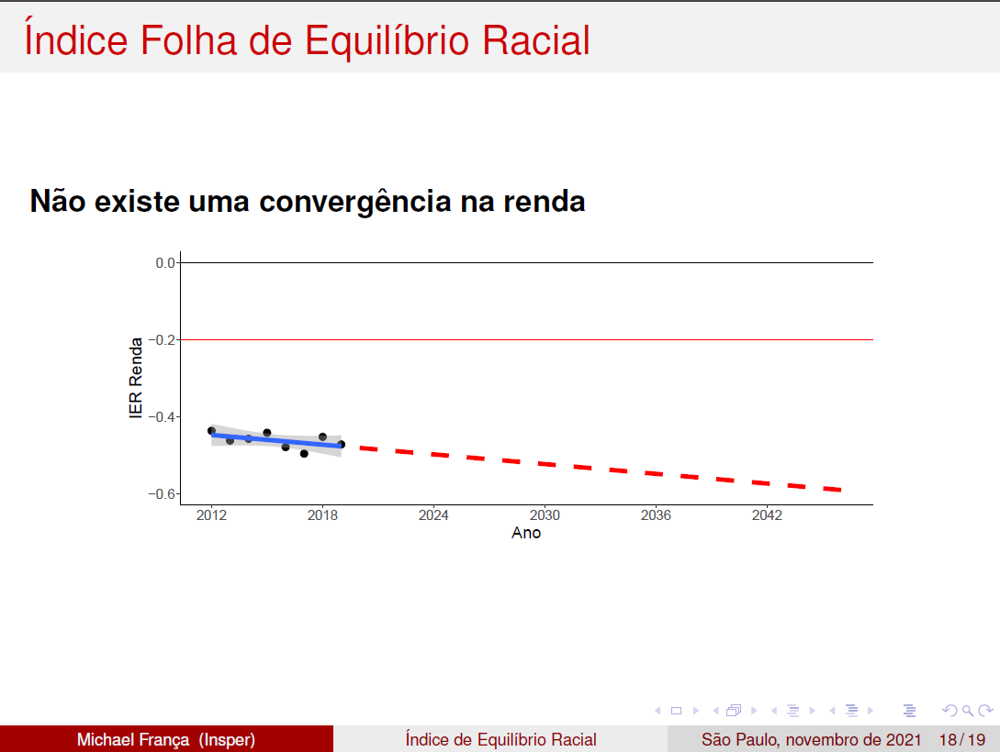 Índice Folha de Equilíbrio Racial
Não existe uma convergência na renda
0.0
−0.2
−0.4
−0.6
IER Renda
2012 2018 2024 2030 2036 2042
Ano
Michael França (Insper) Índice de Equilíbrio Racial São Paulo, novembro de 2021 18 / 19